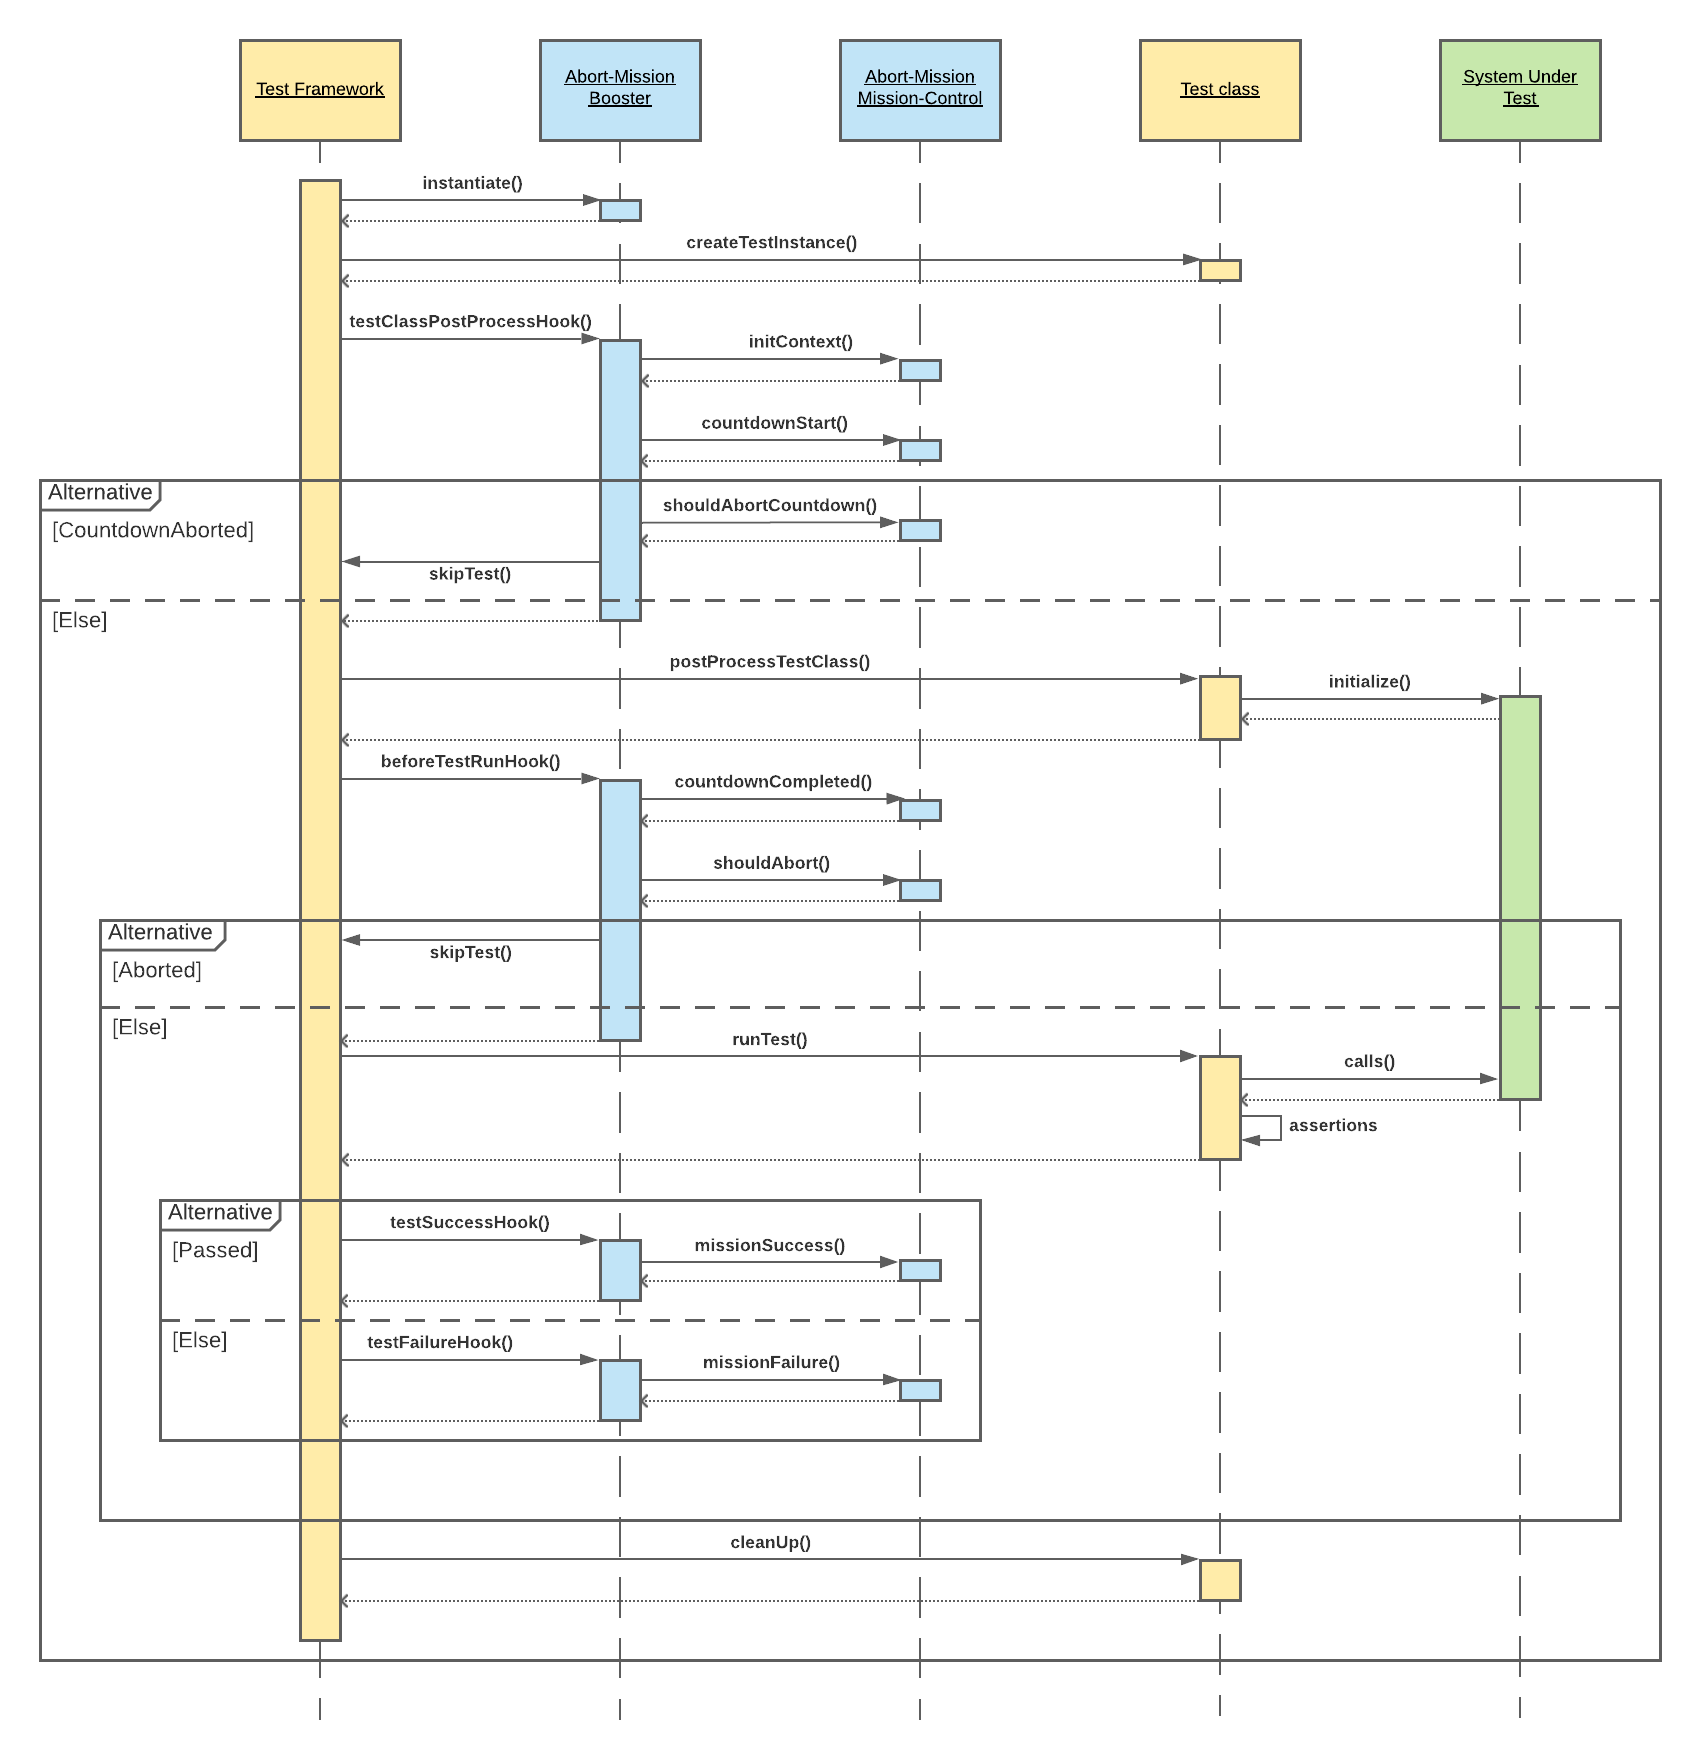 Test Framework
Abort-Mission
Booster
Abort-Mission
Mission-Control
Test class
System Under
Test
instantiate()
createTestInstance()
testClassPostProcessHook()
initContext()
countdownStart()
Alternative
[CountdownAborted]
shouldAbortCountdown()
skipTest()
[Else]
postProcessTestClass()
initialize()
beforeTestRunHook()
countdownCompleted()
shouldAbort()
Alternative
[Aborted]
skipTest()
[Else]
runTest()
calls()
assertions
Alternative
[Passed]
testSuccessHook()
missionSuccess()
[Else]
testFailureHook()
missionFailure()
cleanUp()